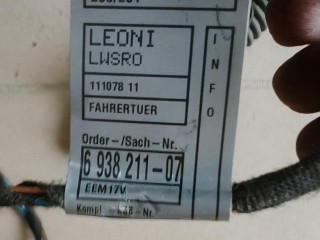 LEONI
LWSRO
111078 11
FAHRERTUER
INFO
Order-/Sach-Nr.
6 938 211-07
EEM17V